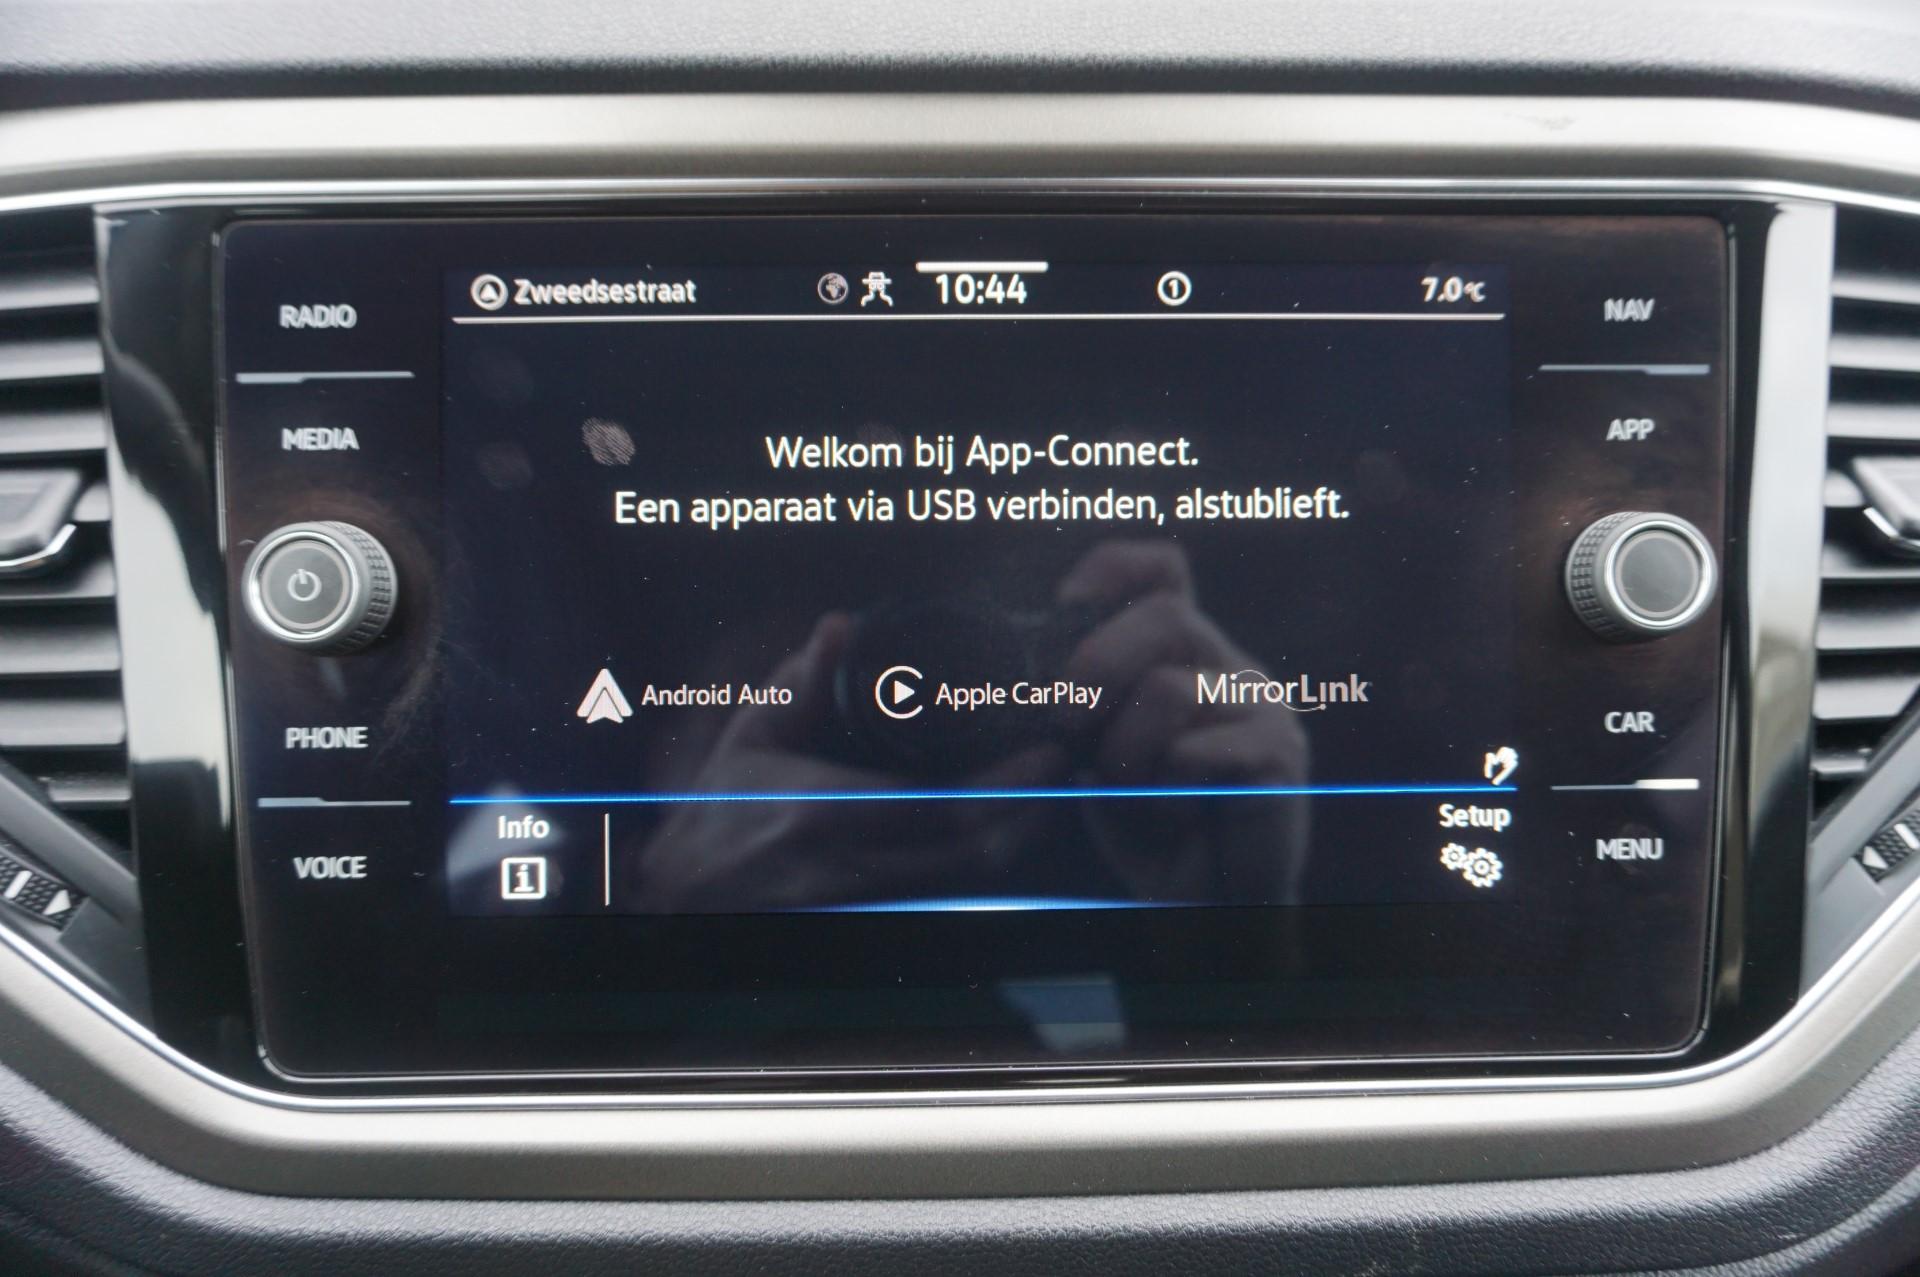 Zweedsestraat 10:44 1 7.0°C
RADIO
NAV
MEDIA
APP
Welkom bij App-Connect.
Een apparaat via USB verbinden, alstublieft.
Android Auto
Apple CarPlay
MirrorLink
PHONE
CAR
Info
Setup
VOICE
MENU